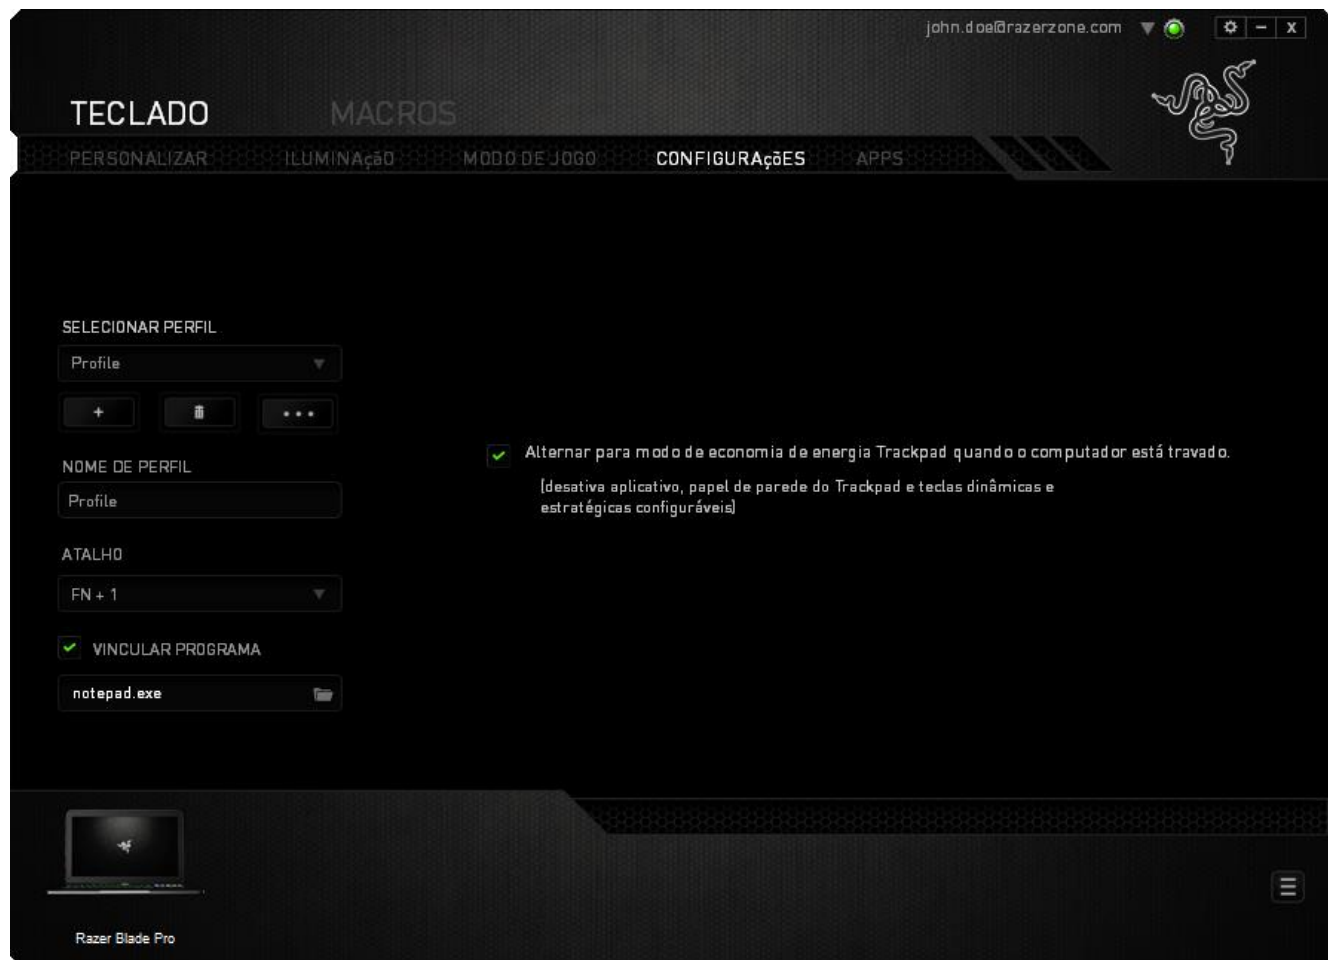 john.doe@razerzone.com
TECLADO
MACROS
PERSONALIZAR
ILUMINAçãO
MODO DE JOGO
CONFIGURAçõES
APPS
SELECIONAR PERFIL
Profile
NOME DE PERFIL
Profile
ATALHO
FN + 1
VINCULAR PROGRAMA
notepad.exe
Alternar para modo de economia de energia Trackpad quando o computador está travado.
(desativa aplicativo, papel de parede do Trackpad e teclas dinâmicas e
estratégicas configuráveis)
Razer Blade Pro